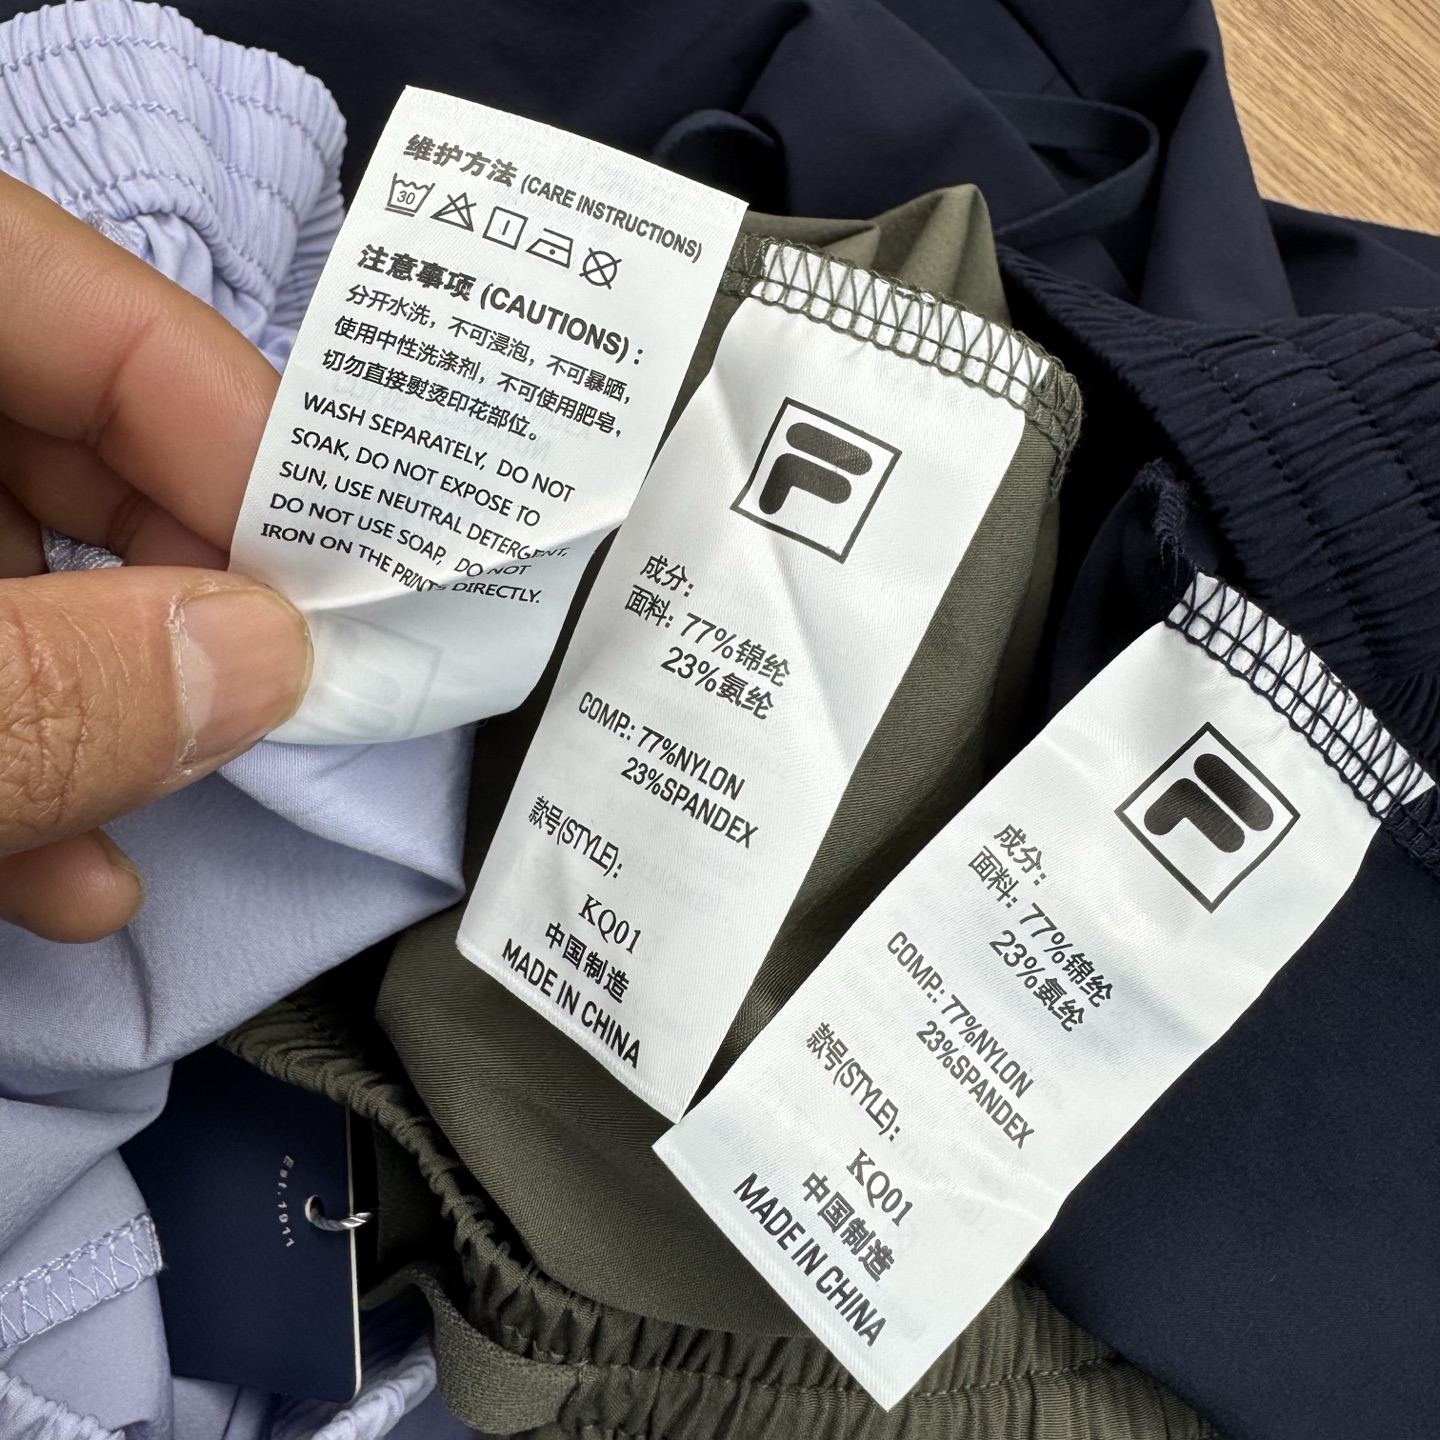 维护方法 (CARE INSTRUCTIONS)
30
注意事项 (CAUTIONS) :
分开水洗，不可浸泡，不可暴晒，
使用中性洗涤剂，不可使用肥皂，
切勿直接熨烫印花部位。
WASH SEPARATELY, DO NOT
SOAK, DO NOT EXPOSE TO
SUN, USE NEUTRAL DETERGENT,
DO NOT USE SOAP, DO NOT
IRON ON THE PRINTS DIRECTLY.
F
成分：
面料：77%锦纶
23%氨纶
COMP.: 77%NYLON
23%SPANDEX
款号(STYLE):
KQ01
中国制造
MADE IN CHINA
F
成分：
面料：77%锦纶
23%氨纶
COMP.: 77%NYLON
23%SPANDEX
款号(STYLE):
KQ01
中国制造
MADE IN CHINA
Est.1911